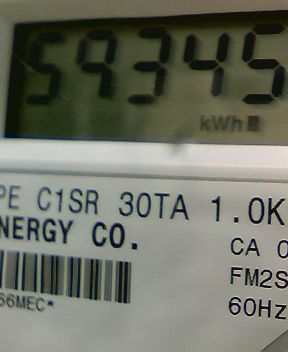 59345
kWh
PE C1SR 30TA 1.0K
NERGY CO.
CA 0
FM2S
66MEC*
60Hz